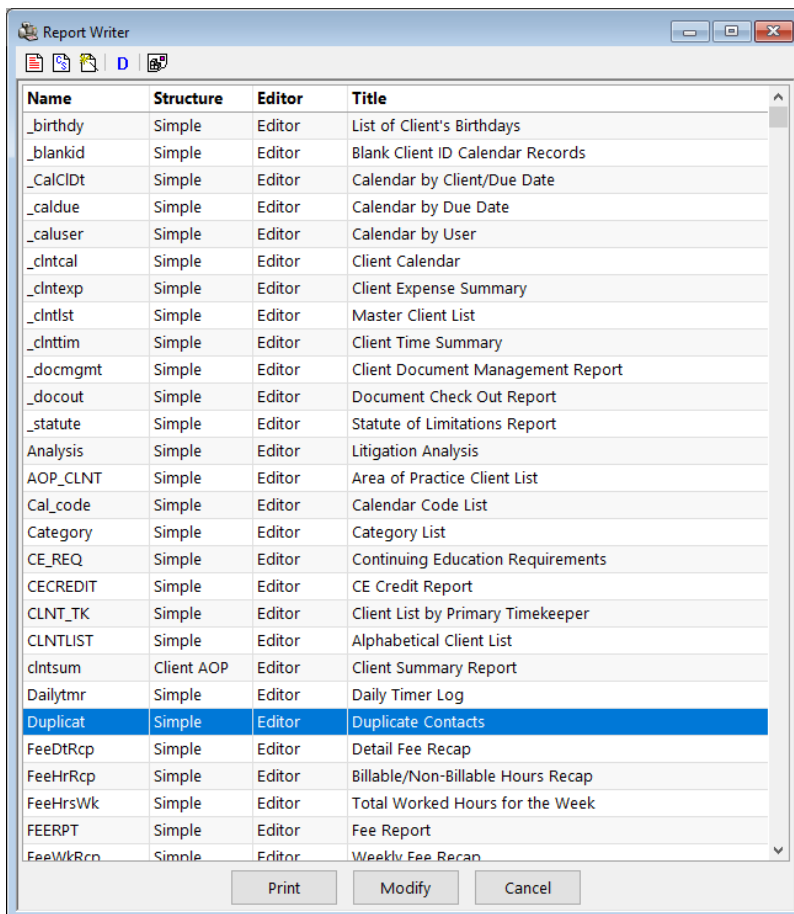 Report Writer
D
Name Structure Editor Title
_birthdy Simple Editor List of Client's Birthdays
_blankid Simple Editor Blank Client ID Calendar Records
_CalClDt Simple Editor Calendar by Client/Due Date
_caldue Simple Editor Calendar by Due Date
_caluser Simple Editor Calendar by User
_clntcal Simple Editor Client Calendar
_clntexp Simple Editor Client Expense Summary
_clntlst Simple Editor Master Client List
_clnttim Simple Editor Client Time Summary
_docmgmt Simple Editor Client Document Management Report
_docout Simple Editor Document Check Out Report
_statute Simple Editor Statute of Limitations Report
Analysis Simple Editor Litigation Analysis
AOP_CLNT Simple Editor Area of Practice Client List
Cal_code Simple Editor Calendar Code List
Category Simple Editor Category List
CE_REQ Simple Editor Continuing Education Requirements
CECREDIT Simple Editor CE Credit Report
CLNT_TK Simple Editor Client List by Primary Timekeeper
CLNTLIST Simple Editor Alphabetical Client List
clntsum Client AOP Editor Client Summary Report
Dailytmr Simple Editor Daily Timer Log
Duplicat Simple Editor Duplicate Contacts
FeeDtRcp Simple Editor Detail Fee Recap
FeeHrRcp Simple Editor Billable/Non-Billable Hours Recap
FeeHrsWk Simple Editor Total Worked Hours for the Week
FEERPT Simple Editor Fee Report
FeeWkRcp Simple Editor Weekly Fee Recap
Print Modify Cancel